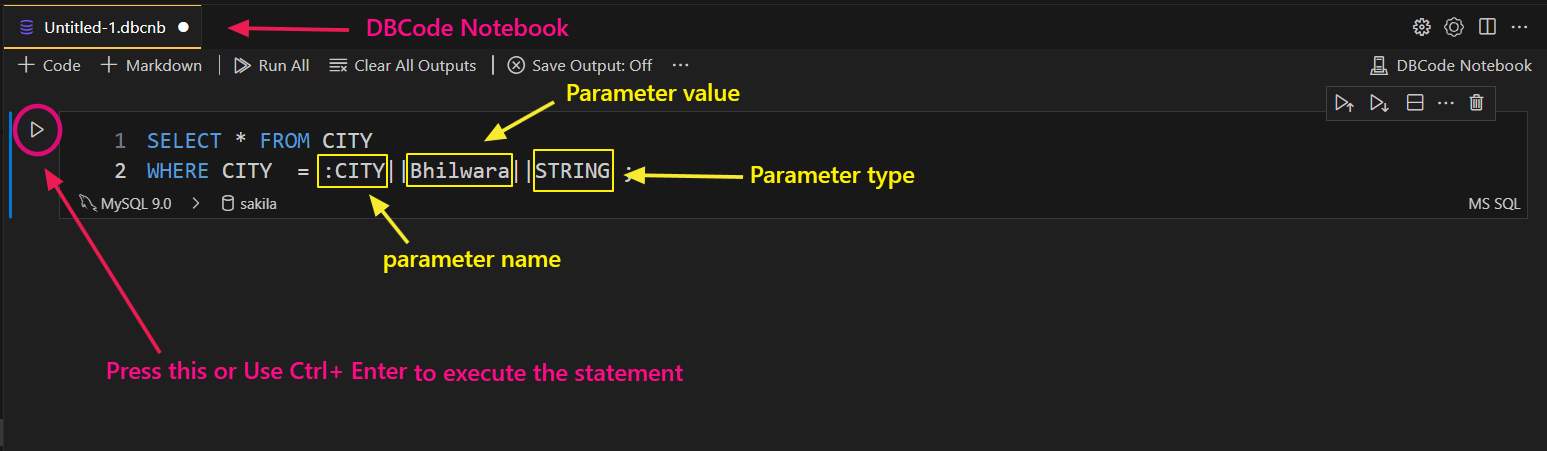 Untitled-1.dbcnb
DBCode Notebook
+ Code + Markdown Run All Clear All Outputs Save Output: Off ...
DBCode Notebook
Parameter value
1 SELECT * FROM CITY
2 WHERE CITY = :CITY||Bhilwara||STRING ;
Parameter type
MySQL 9.0 > sakila
MS SQL
parameter name
Press this or Use Ctrl+ Enter to execute the statement